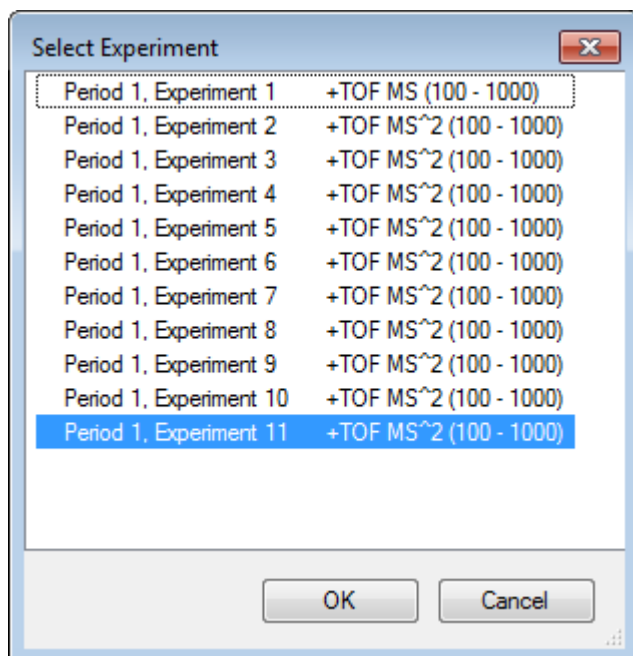 Select Experiment
Period 1, Experiment 1 +TOF MS (100 - 1000)
Period 1, Experiment 2 +TOF MS^2 (100 - 1000)
Period 1, Experiment 3 +TOF MS^2 (100 - 1000)
Period 1, Experiment 4 +TOF MS^2 (100 - 1000)
Period 1, Experiment 5 +TOF MS^2 (100 - 1000)
Period 1, Experiment 6 +TOF MS^2 (100 - 1000)
Period 1, Experiment 7 +TOF MS^2 (100 - 1000)
Period 1, Experiment 8 +TOF MS^2 (100 - 1000)
Period 1, Experiment 9 +TOF MS^2 (100 - 1000)
Period 1, Experiment 10 +TOF MS^2 (100 - 1000)
Period 1, Experiment 11 +TOF MS^2 (100 - 1000)
OK Cancel